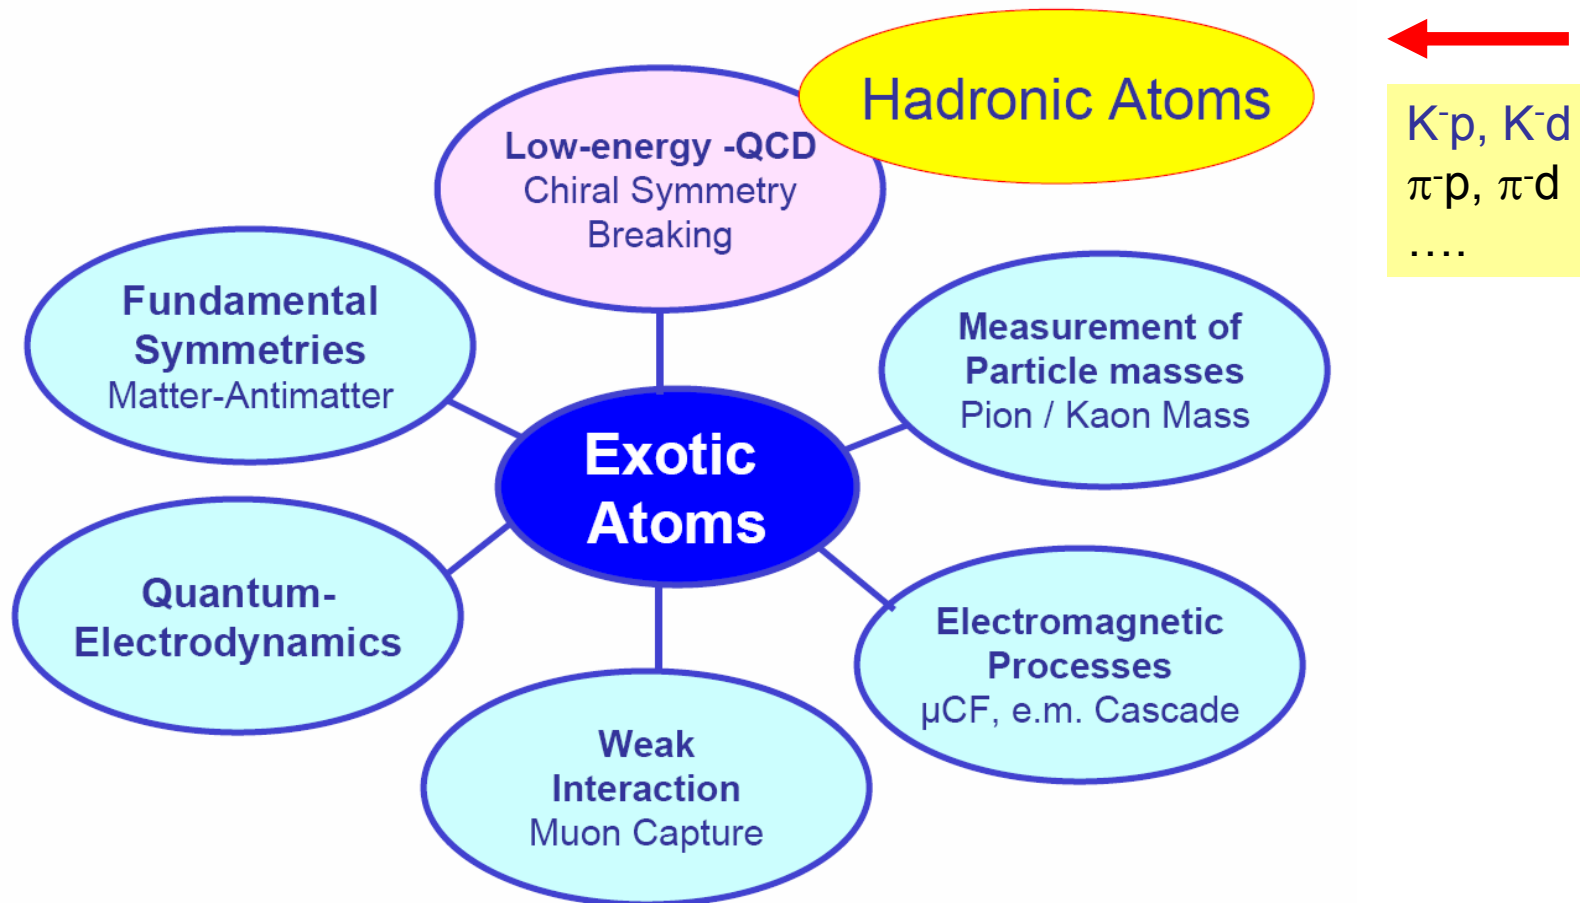 Hadronic Atoms
K⁻p, K⁻d
π⁻p, π⁻d
....
Low-energy -QCD
Chiral Symmetry
Breaking
Fundamental
Symmetries
Matter-Antimatter
Measurement of
Particle masses
Pion / Kaon Mass
Exotic
Atoms
Quantum-
Electrodynamics
Electromagnetic
Processes
μCF, e.m. Cascade
Weak
Interaction
Muon Capture